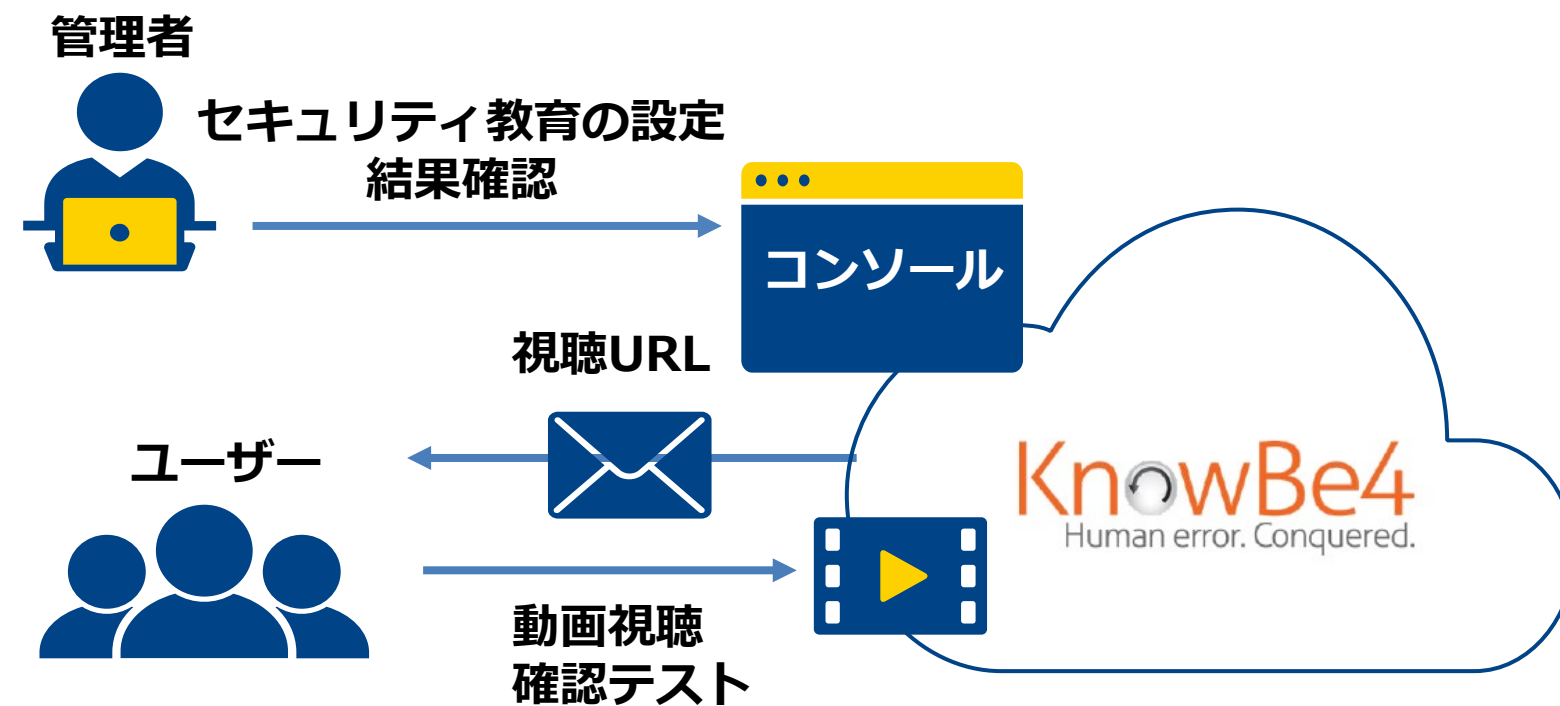 管理者
セキュリティ教育の設定
結果確認
コンソール
視聴URL
ユーザー
KnowBe4
Human error. Conquered.
動画視聴
確認テスト